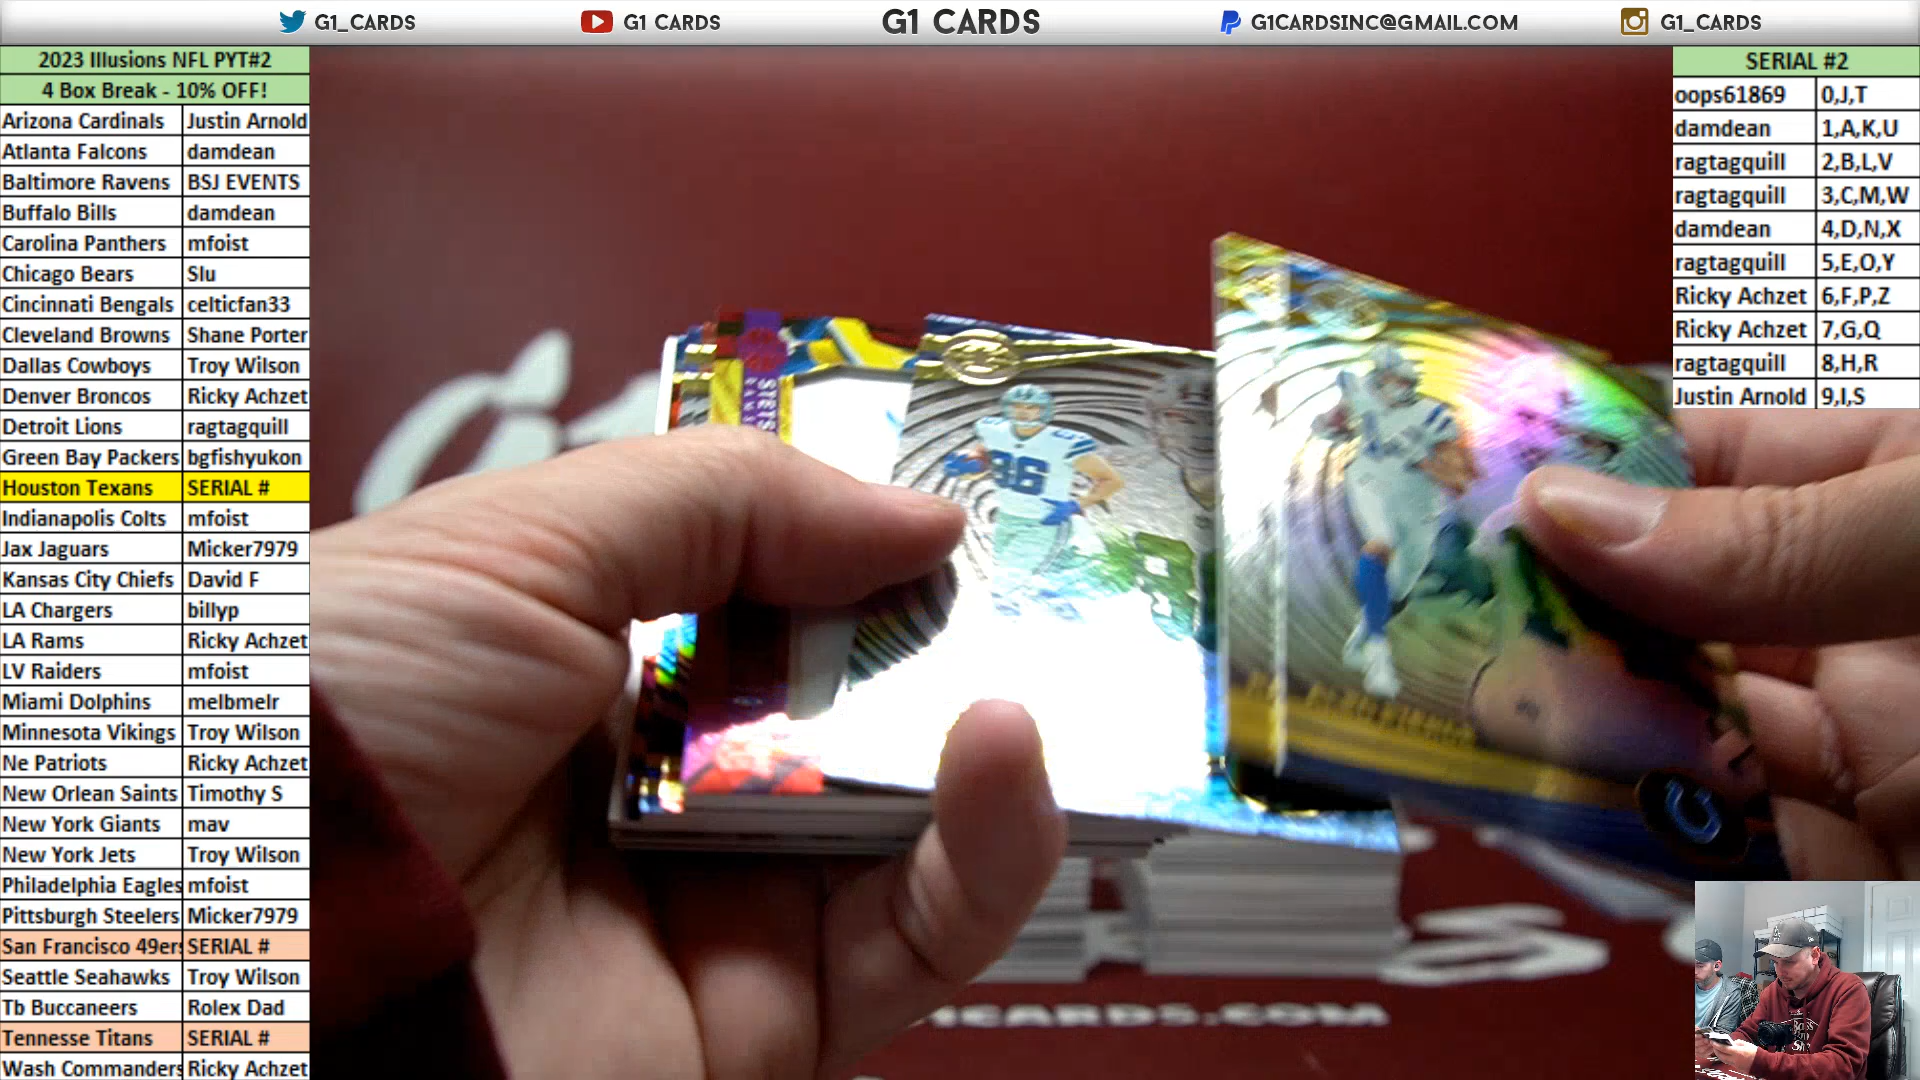 G1_CARDS
G1 CARDS
G1 CARDS
G1CARDSINC@GMAIL.COM
G1_CARDS
2023 Illusions NFL PYT#2
4 Box Break - 10% OFF!
Arizona Cardinals Justin Arnold
Atlanta Falcons damdean
Baltimore Ravens BSJ EVENTS
Buffalo Bills damdean
Carolina Panthers mfoist
Chicago Bears Slu
Cincinnati Bengals celticfan33
Cleveland Browns Shane Porter
Dallas Cowboys Troy Wilson
Denver Broncos Ricky Achzet
Detroit Lions ragtagquill
Green Bay Packers bgfishyukon
Houston Texans SERIAL #
Indianapolis Colts mfoist
Jax Jaguars Micker7979
Kansas City Chiefs David F
LA Chargers billyp
LA Rams Ricky Achzet
LV Raiders mfoist
Miami Dolphins melbmelr
Minnesota Vikings Troy Wilson
Ne Patriots Ricky Achzet
New Orlean Saints Timothy S
New York Giants mav
New York Jets Troy Wilson
Philadelphia Eagles mfoist
Pittsburgh Steelers Micker7979
San Francisco 49ers SERIAL #
Seattle Seahawks Troy Wilson
Tb Buccaneers Rolex Dad
Tennesse Titans SERIAL #
Wash Commanders Ricky Achzet
SERIAL #2
oops61869 0,J,T
damdean 1,A,K,U
ragtagquill 2,B,L,V
ragtagquill 3,C,M,W
damdean 4,D,N,X
ragtagquill 5,E,O,Y
Ricky Achzet 6,F,P,Z
Ricky Achzet 7,G,Q
ragtagquill 8,H,R
Justin Arnold 9,I,S
STETS
86
1CARDS.COM